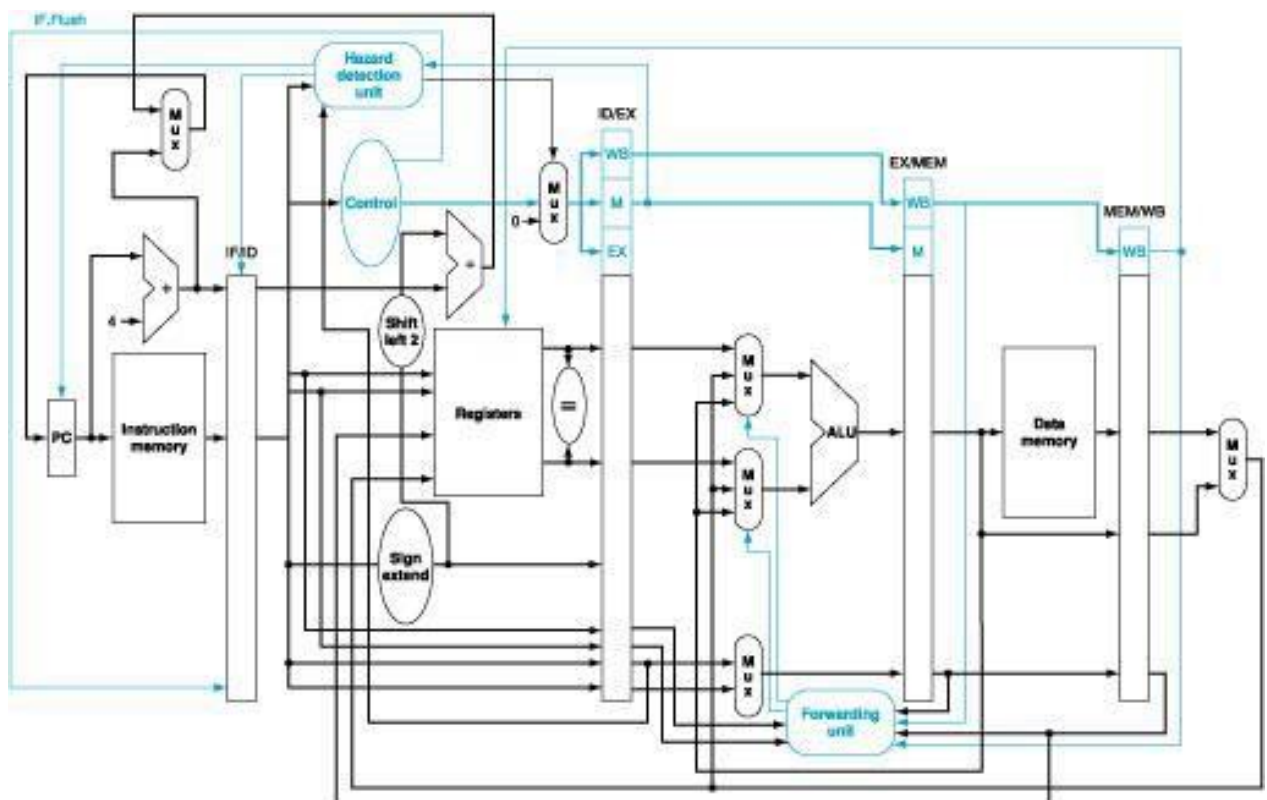 IF.Flush
Hazard
detection
unit
M
u
x
ID/EX
WB
EX/MEM
Control
M
u
x
M
WB
MEM/WB
0
IF/ID
EX
M
WB
+
+
4
Shift
left 2
M
u
x
Registers
=
PC
Instruction
memory
ALU
Data
memory
M
u
x
M
u
x
Sign
extend
M
u
x
Forwarding
unit